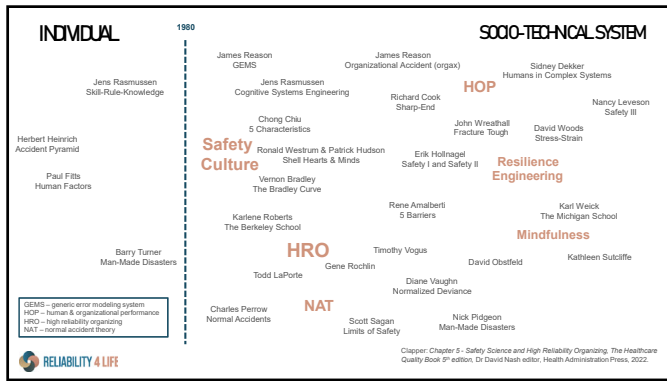 INDIVIDUAL
1980
SOCIO-TECHNICAL SYSTEM
James Reason
GEMS
James Reason
Organizational Accident (orgax)
Sidney Dekker
Humans in Complex Systems
Jens Rasmussen
Skill-Rule-Knowledge
Jens Rasmussen
Cognitive Systems Engineering
HOP
Richard Cook
Sharp-End
Nancy Leveson
Safety III
Chong Chiu
5 Characteristics
John Wreathall
Fracture Tough
David Woods
Stress-Strain
Herbert Heinrich
Accident Pyramid
Safety
Culture
Ronald Westrum & Patrick Hudson
Shell Hearts & Minds
Erik Hollnagel
Safety I and Safety II
Resilience
Engineering
Paul Fitts
Human Factors
Vernon Bradley
The Bradley Curve
Rene Amalberti
5 Barriers
Karl Weick
The Michigan School
Karlene Roberts
The Berkeley School
Mindfulness
Barry Turner
Man-Made Disasters
HRO
Timothy Vogus
Gene Rochlin
David Obstfeld
Kathleen Sutcliffe
Todd LaPorte
Diane Vaughn
Normalized Deviance
NAT
Charles Perrow
Normal Accidents
Scott Sagan
Limits of Safety
Nick Pidgeon
Man-Made Disasters
GEMS – generic error modeling system
HOP – human & organizational performance
HRO – high reliability organizing
NAT – normal accident theory
RELIABILITY 4 LIFE
Clapper: Chapter 5 - Safety Science and High Reliability Organizing, The Healthcare
Quality Book 5th edition, Dr David Nash editor, Health Administration Press, 2022.